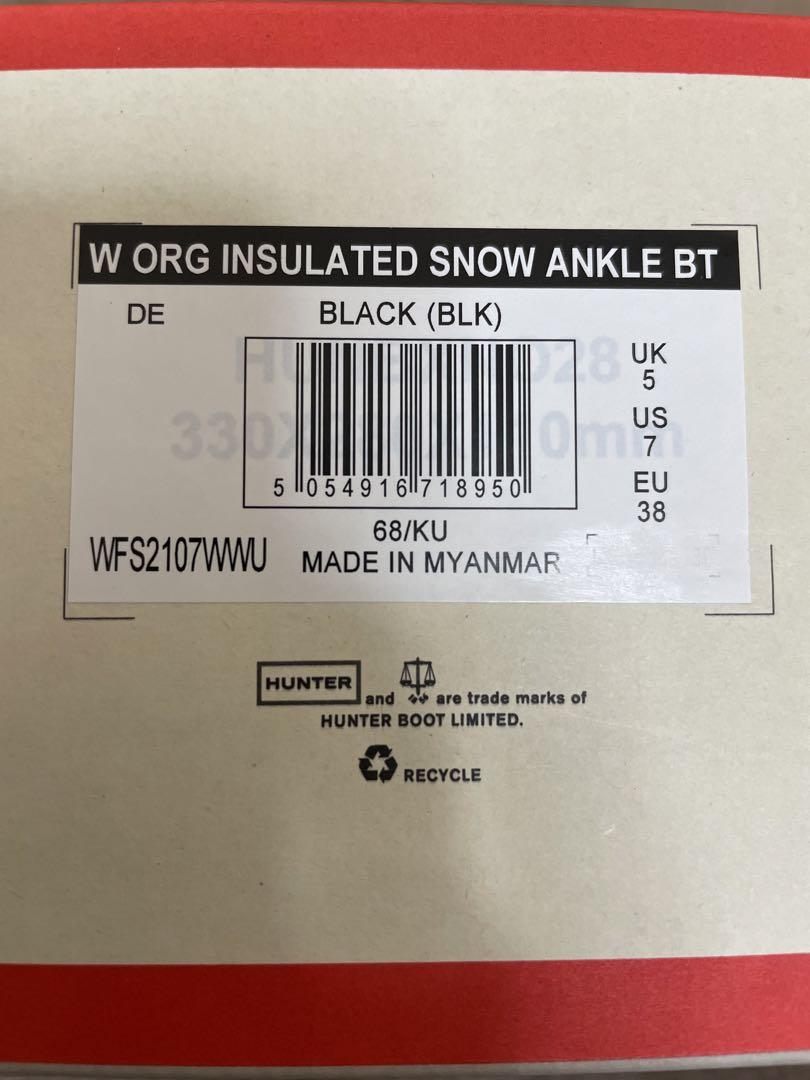 W ORG INSULATED SNOW ANKLE BT
DE BLACK (BLK)
UK
5
US
7
EU
38
5 054916 718950
68/KU
WFS2107WWU MADE IN MYANMAR
HUNTER and are trade marks of
HUNTER BOOT LIMITED.
RECYCLE